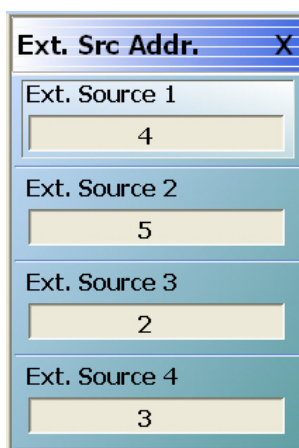 Ext. Src Addr. X
Ext. Source 1
4
Ext. Source 2
5
Ext. Source 3
2
Ext. Source 4
3